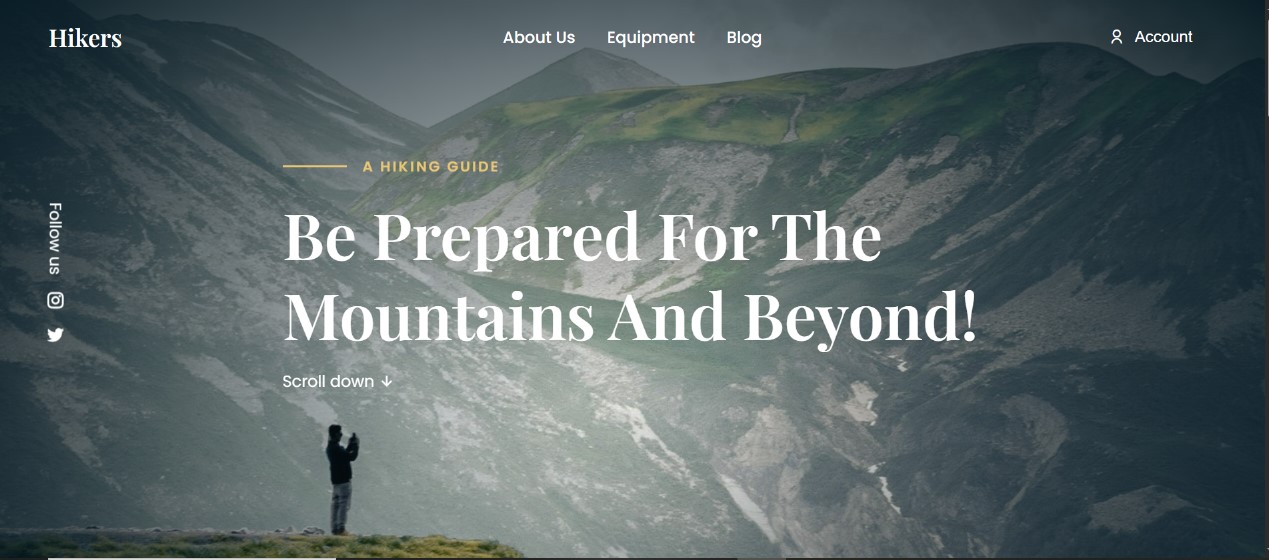 Hikers
About Us
Equipment
Blog
Account
A HIKING GUIDE
Be Prepared For The
Mountains And Beyond!
Scroll down
Follow us